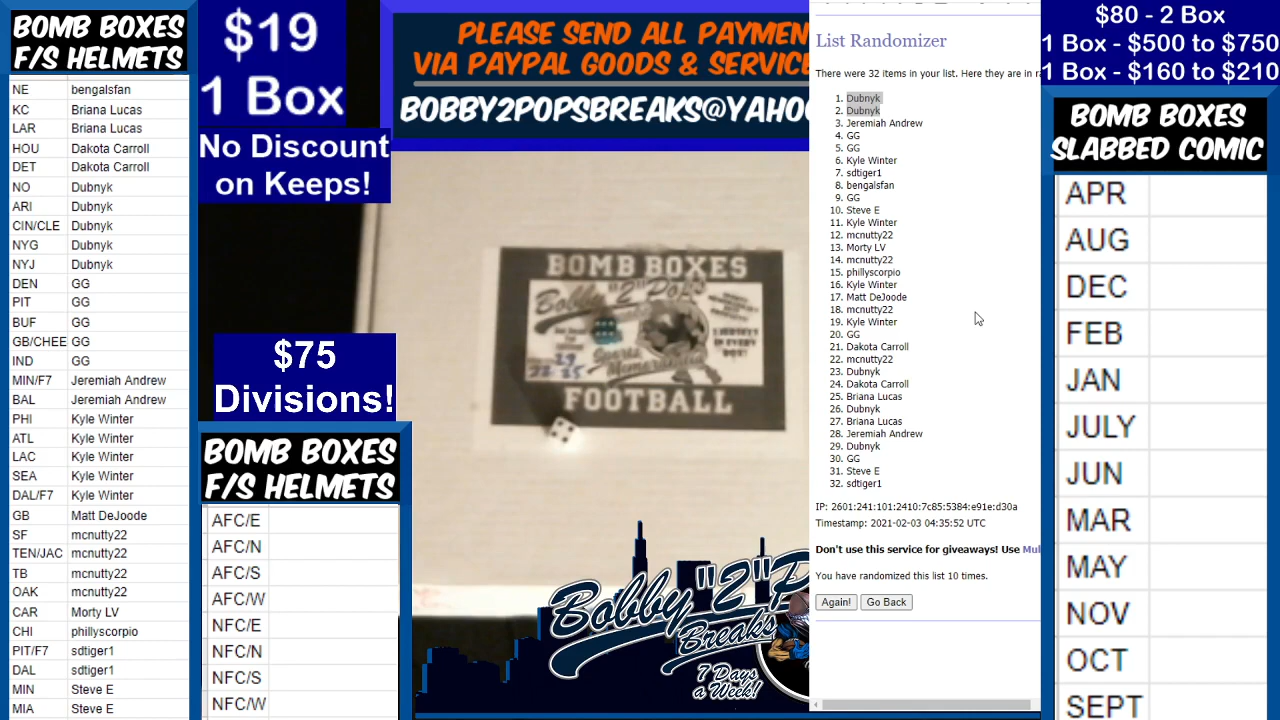 BOMB BOXES
F/S HELMETS
NE bengalsfan
KC Briana Lucas
LAR Briana Lucas
HOU Dakota Carroll
DET Dakota Carroll
NO Dubnyk
ARI Dubnyk
CIN/CLE Dubnyk
NYG Dubnyk
NYJ Dubnyk
DEN GG
PIT GG
BUF GG
GB/CHEE GG
IND GG
MIN/F7 Jeremiah Andrew
BAL Jeremiah Andrew
PHI Kyle Winter
ATL Kyle Winter
LAC Kyle Winter
SEA Kyle Winter
DAL/F7 Kyle Winter
GB Matt DeJoode
SF mcnutty22
TEN/JAC mcnutty22
TB mcnutty22
OAK mcnutty22
CAR Morty LV
CHI phillyscorpio
PIT/F7 sdtiger1
DAL sdtiger1
MIN Steve E
MIA Steve E
$19
1 Box
No Discount
on Keeps!
$75
Divisions!
BOMB BOXES
F/S HELMETS
AFC/E
AFC/N
AFC/S
AFC/W
NFC/E
NFC/N
NFC/S
NFC/W
PLEASE SEND ALL PAYMEN
VIA PAYPAL GOODS & SERVICE
BOBBY2POPSBREAKS@YAHO
BOMB BOXES
Bobby "2" Pops
Breaks
Sports
Memorabilia
FOOTBALL
Bobby "2" P
Breaks
7 Days
a Week!
List Randomizer
There were 32 items in your list. Here they are in ra
1. Dubnyk
2. Dubnyk
3. Jeremiah Andrew
4. GG
5. GG
6. Kyle Winter
7. sdtiger1
8. bengalsfan
9. GG
10. Steve E
11. Kyle Winter
12. mcnutty22
13. Morty LV
14. mcnutty22
15. phillyscorpio
16. Kyle Winter
17. Matt DeJoode
18. mcnutty22
19. Kyle Winter
20. GG
21. Dakota Carroll
22. mcnutty22
23. Dubnyk
24. Dakota Carroll
25. Briana Lucas
26. Dubnyk
27. Briana Lucas
28. Jeremiah Andrew
29. Dubnyk
30. GG
31. Steve E
32. sdtiger1
IP: 2601:241:101:2410:7c85:5384:e91e:d30a
Timestamp: 2021-02-03 04:35:52 UTC
Don't use this service for giveaways! Use Mul
You have randomized this list 10 times.
Again! Go Back
$80 - 2 Box
1 Box - $500 to $750
1 Box - $160 to $210
BOMB BOXES
SLABBED COMIC
APR
AUG
DEC
FEB
JAN
JULY
JUN
MAR
MAY
NOV
OCT
SEPT